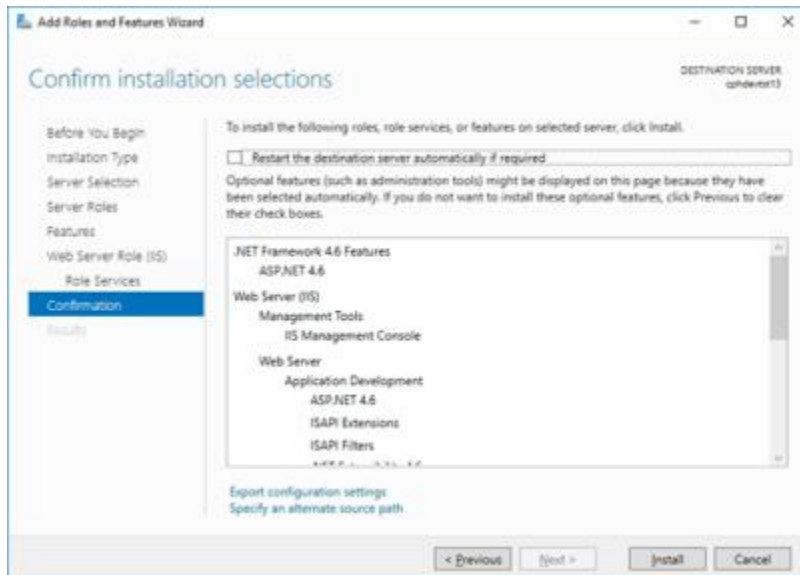 Add Roles and Features Wizard
Confirm installation selections
DESTINATION SERVER
Before You Begin
Installation Type
Server Selection
Server Roles
Features
Web Server Role (IIS)
Role Services
Confirmation
Results
To install the following roles, role services, or features on selected server, click Install.
Restart the destination server automatically if required
Optional features (such as administration tools) might be displayed on this page because they have
been selected automatically. If you do not want to install these optional features, click Previous to clear
their check boxes.
.NET Framework 4.6 Features
ASP.NET 4.6
Web Server (IIS)
Management Tools
IIS Management Console
Web Server
Application Development
ASP.NET 4.6
ISAPI Extensions
ISAPI Filters
Export configuration settings
Specify an alternate source path
< Previous
Next >
Install
Cancel